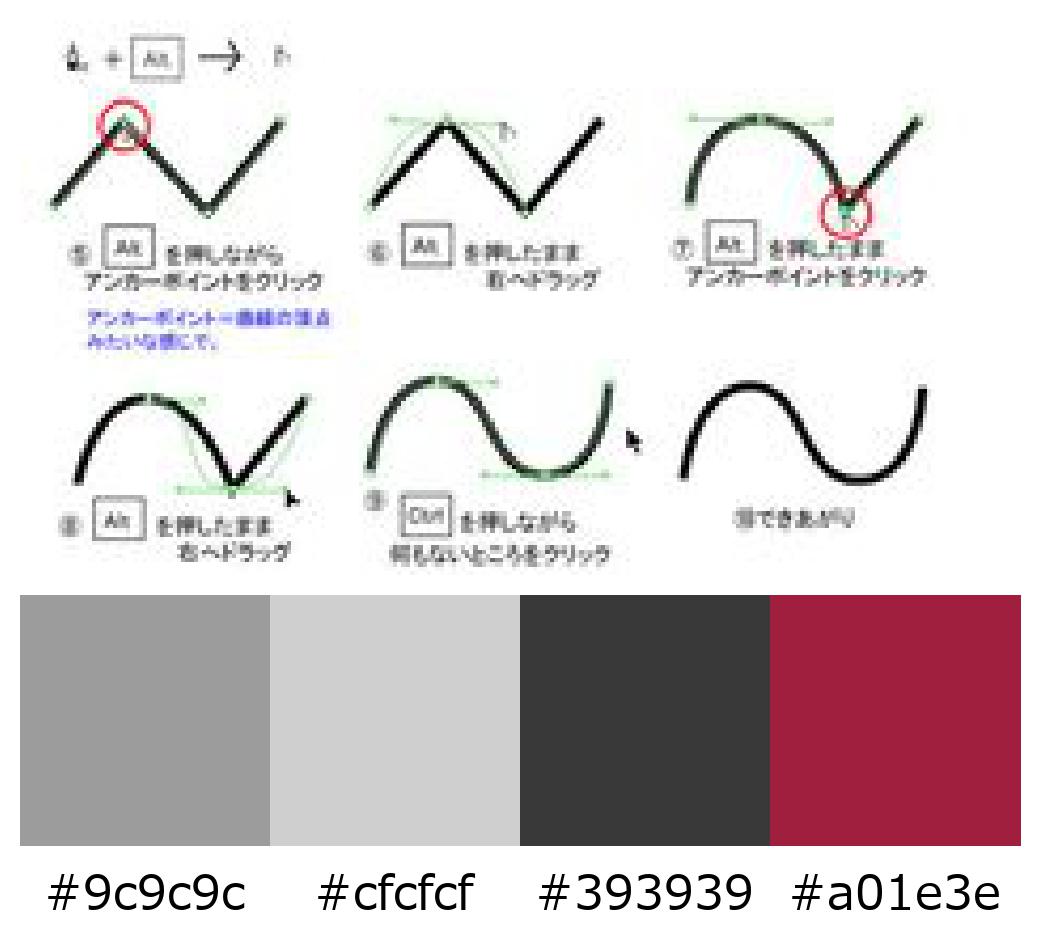 + Alt →
⑤ Alt を押しながら
アンカーポイントをクリック
アンカーポイント=曲線の頂点
みたいな感じで。
⑥ Alt を押したまま
右へドラッグ
⑦ Alt を押したまま
アンカーポイントをクリック
⑧ Alt を押したまま
右へドラッグ
⑨ Ctrl を押しながら
何もないところをクリック
⑩できあがり
#9c9c9c #cfcfcf #393939 #a01e3e